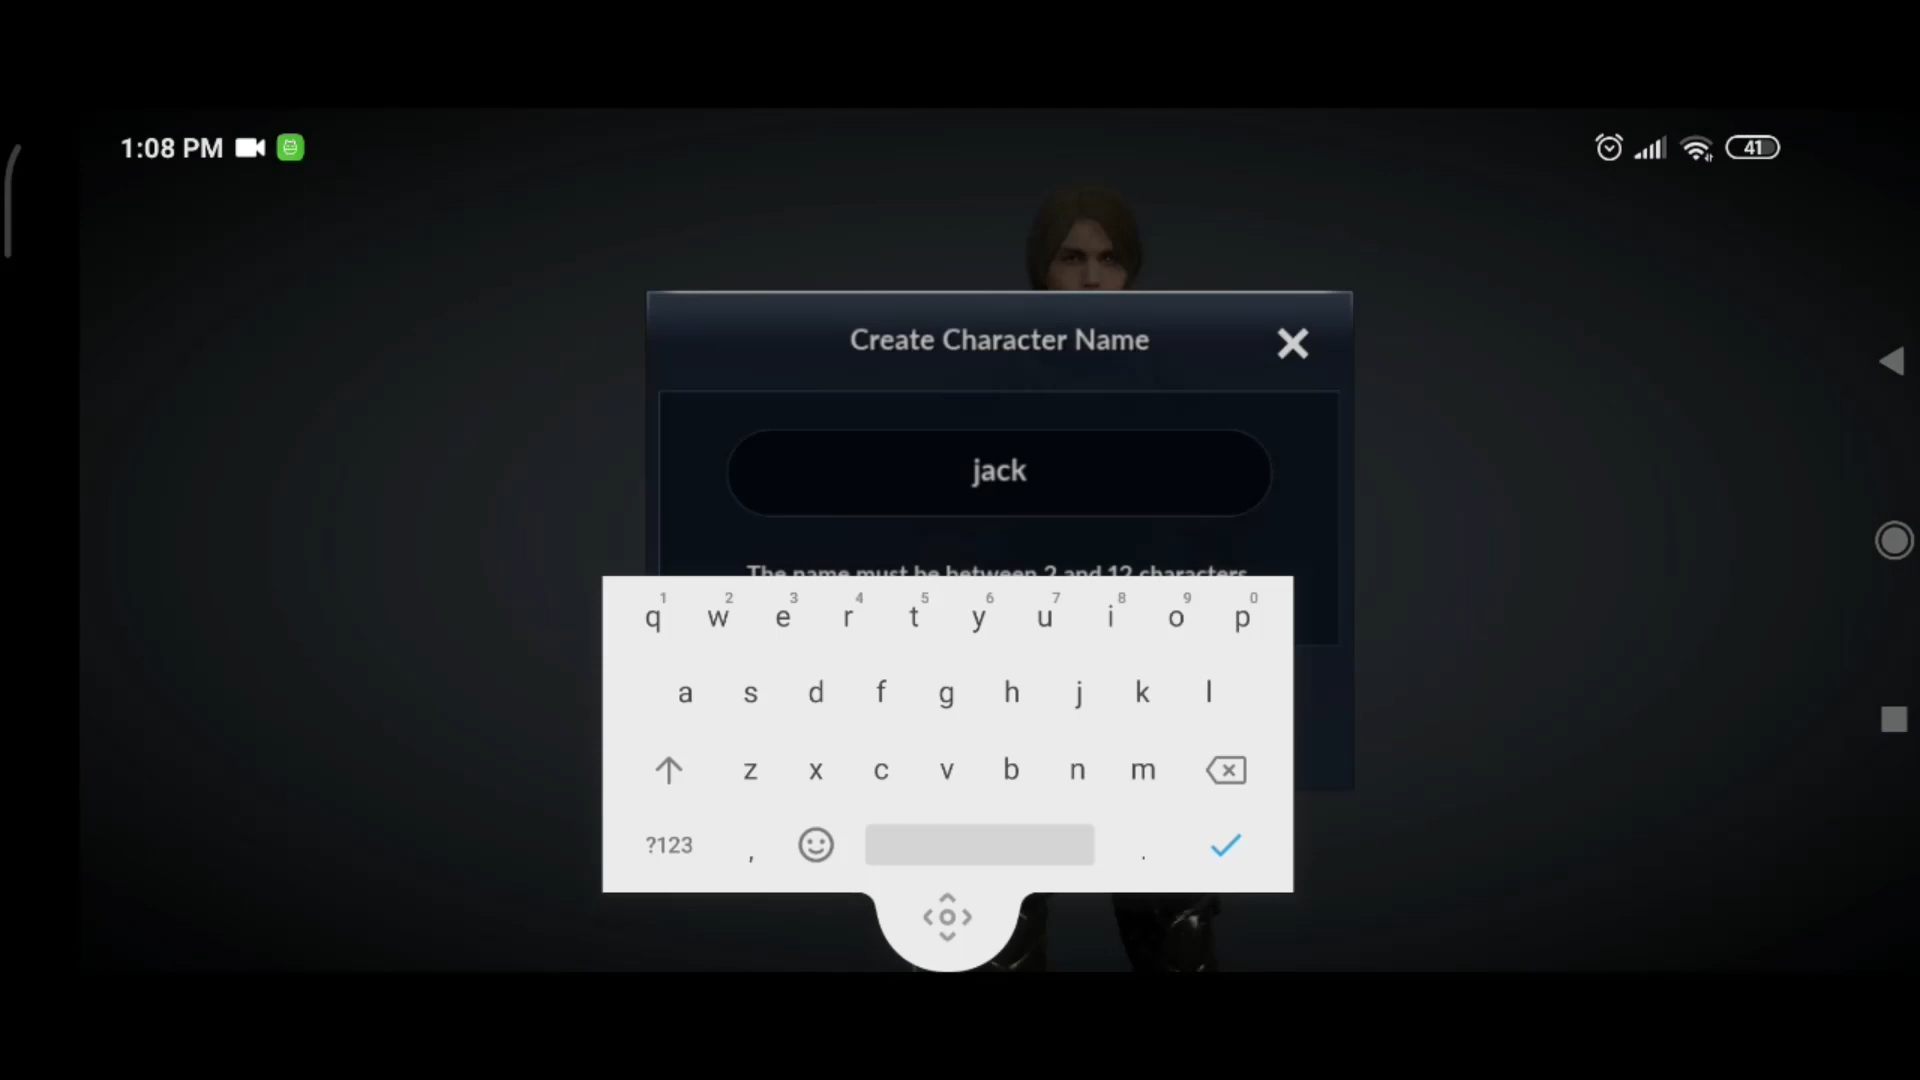 1:08 PM
41
Create Character Name
jack
The name must be between 2 and 12 characters
1 2 3 4 5 6 7 8 9 0
q w e r t y u i o p
a s d f g h j k l
z x c v b n m
?123 , .